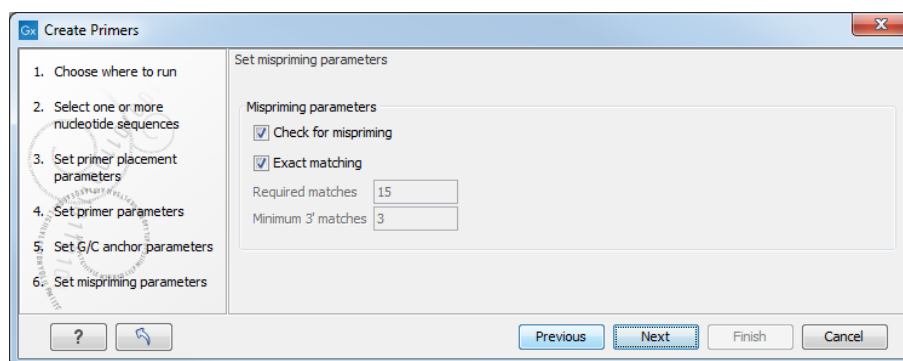 Gx Create Primers
1. Choose where to run
2. Select one or more
nucleotide sequences
3. Set primer placement
parameters
4. Set primer parameters
5. Set G/C anchor parameters
6. Set mispriming parameters
Set mispriming parameters
Mispriming parameters
Check for mispriming
Exact matching
Required matches 15
Minimum 3' matches 3
? Previous Next Finish Cancel